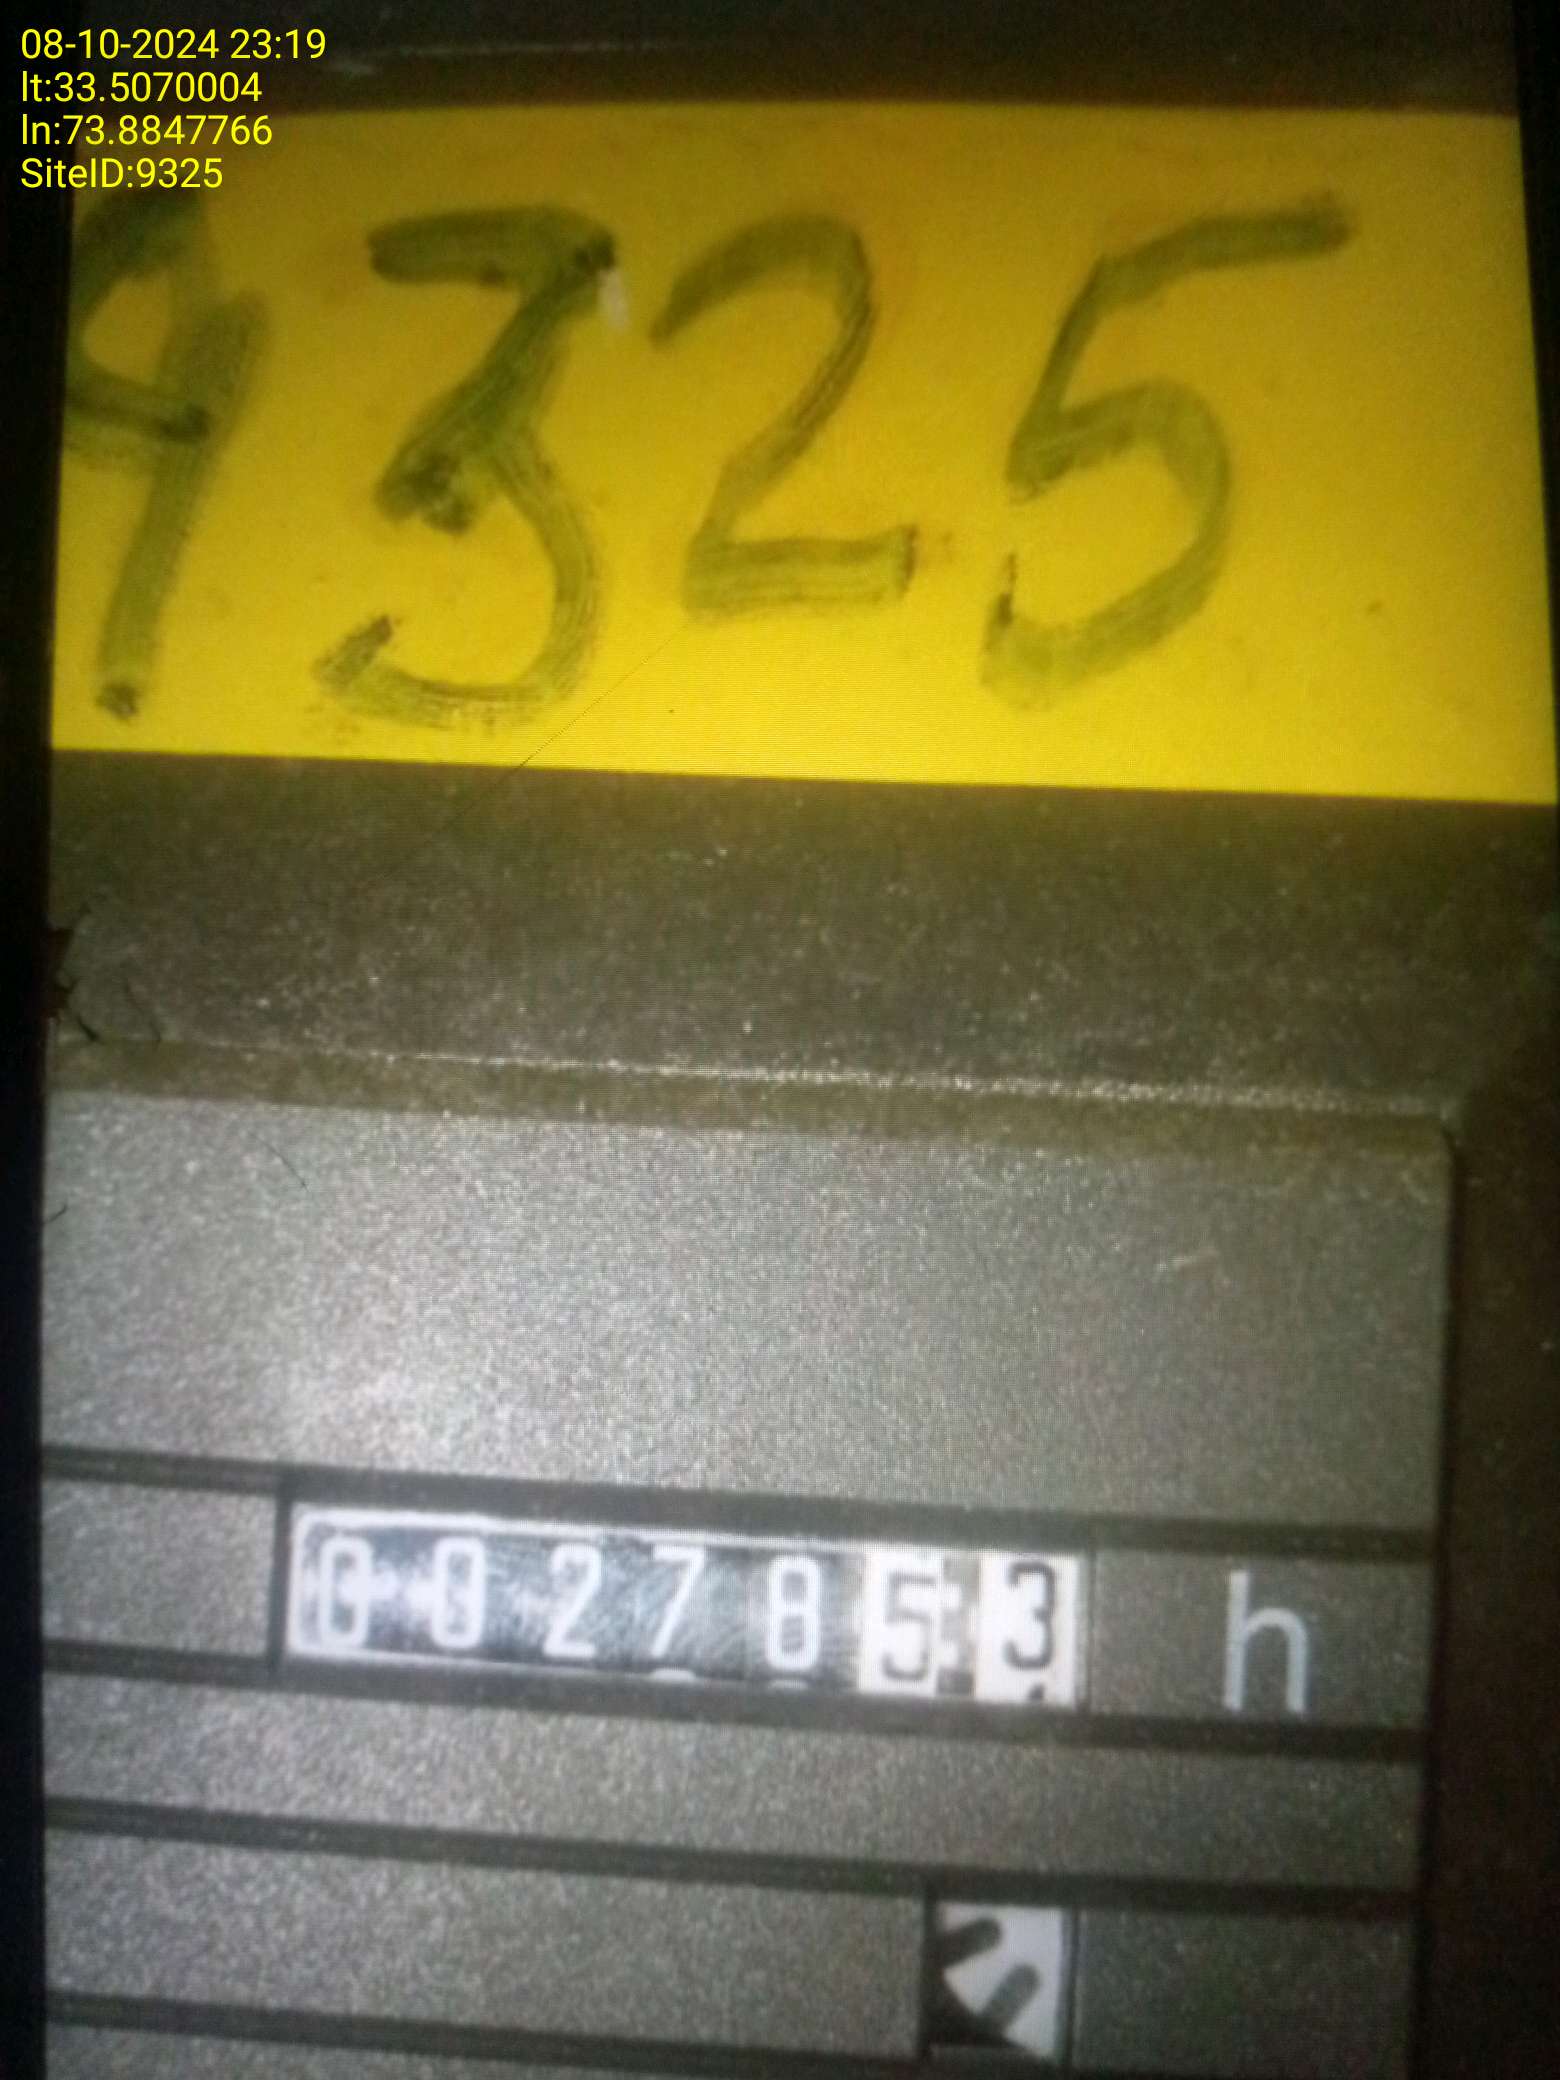 08-10-2024 23:19
lt:33.5070004
ln:73.8847766
SiteID:9325
9325
0027853 h